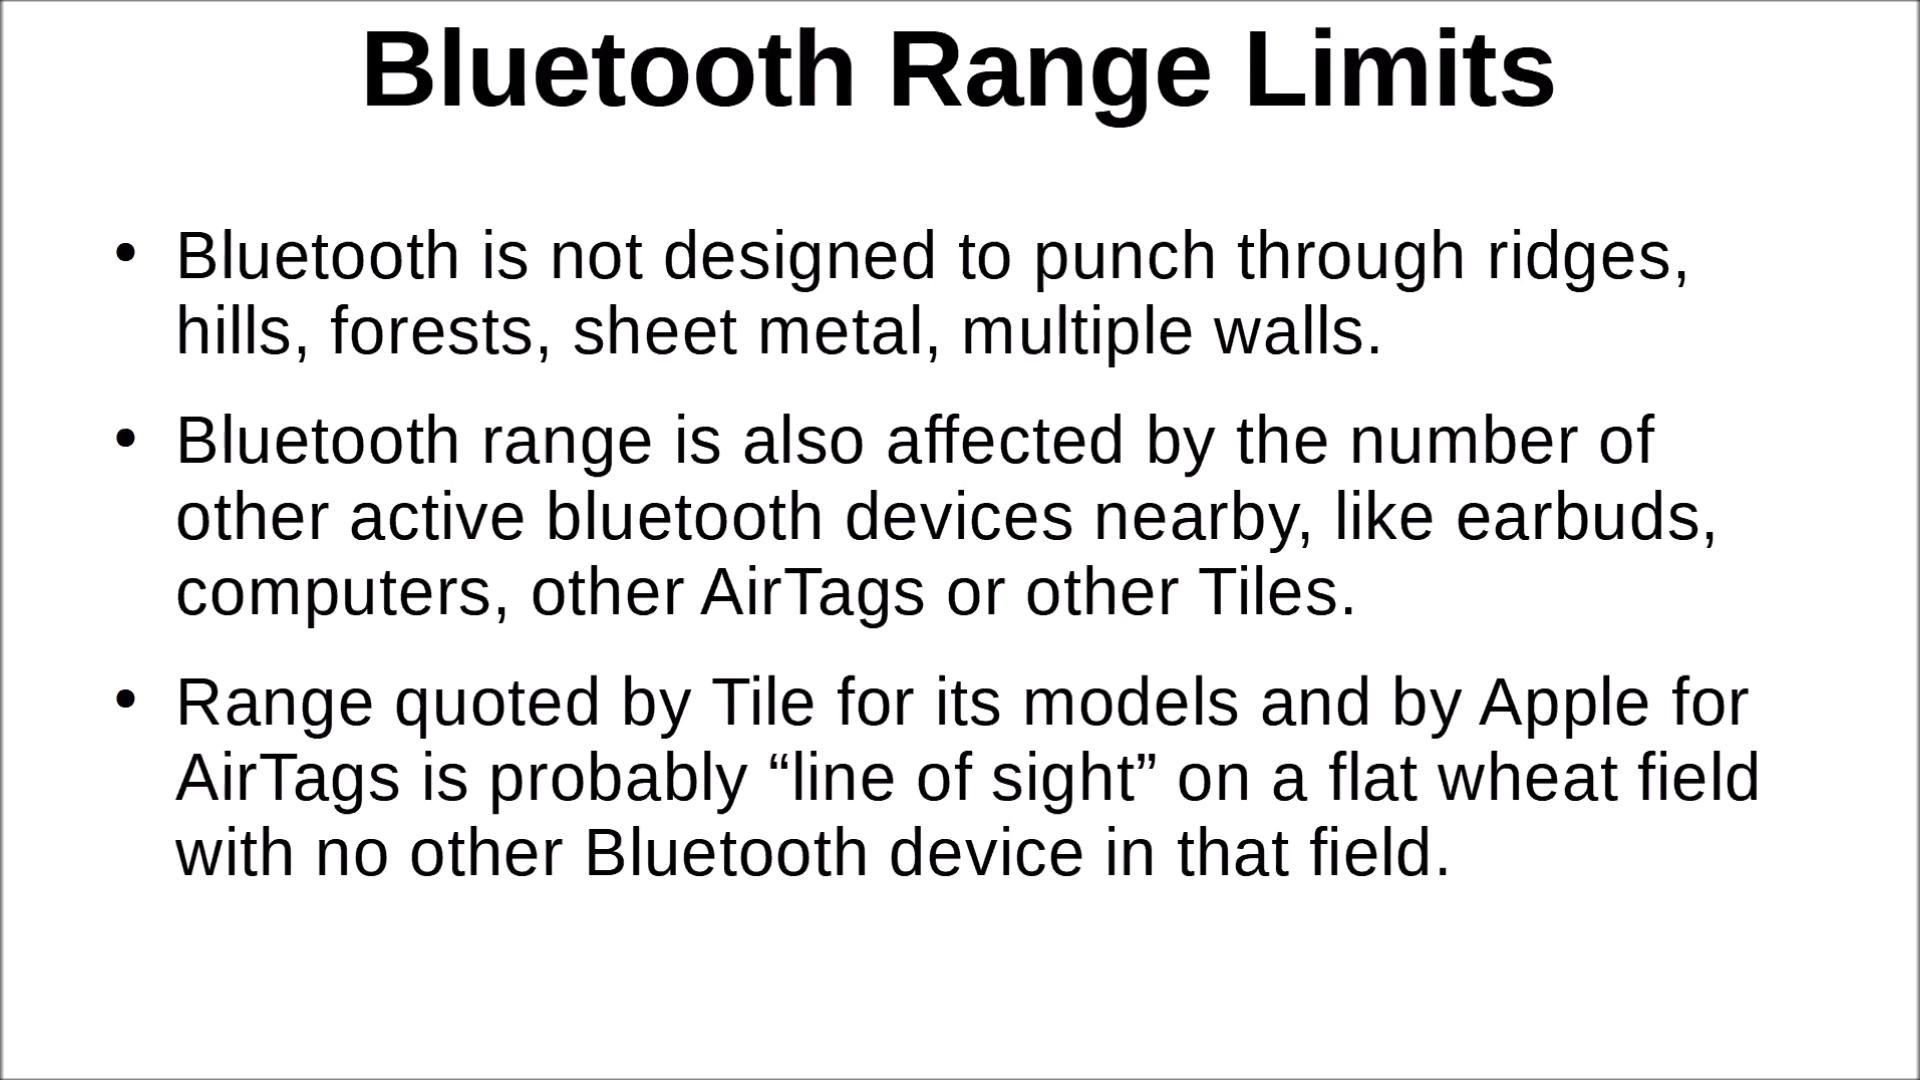 Bluetooth Range Limits
• Bluetooth is not designed to punch through ridges,
hills, forests, sheet metal, multiple walls.
• Bluetooth range is also affected by the number of
other active bluetooth devices nearby, like earbuds,
computers, other AirTags or other Tiles.
• Range quoted by Tile for its models and by Apple for
AirTags is probably “line of sight” on a flat wheat field
with no other Bluetooth device in that field.